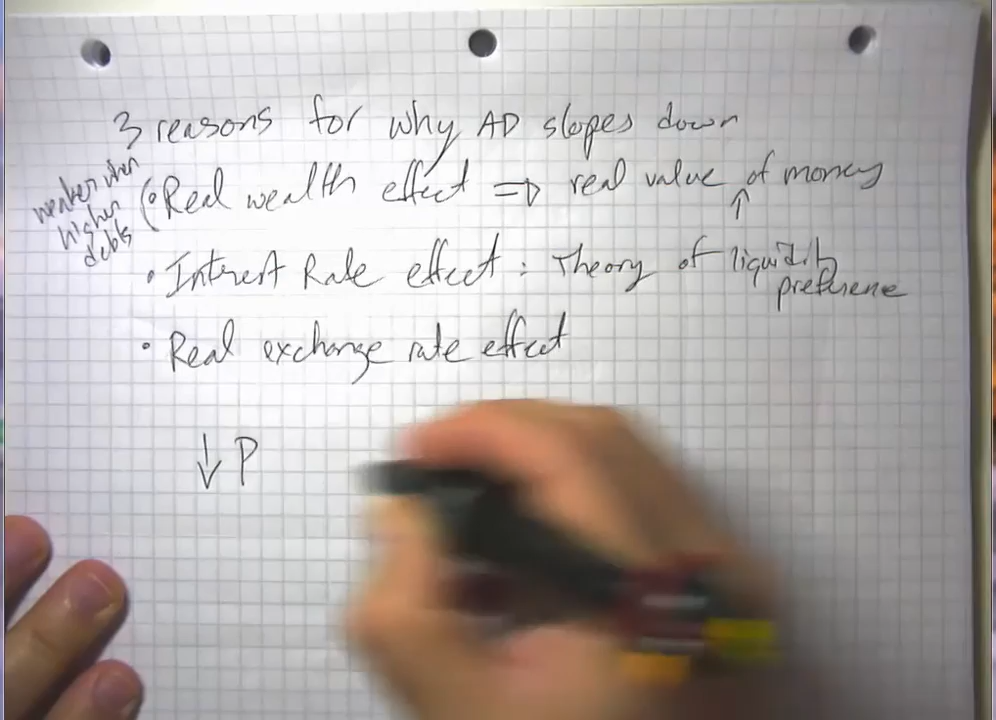 3 reasons for why AD slopes down
weaker when
higher
debts
• Real wealth effect ⇒ real value of money
↑
• Interest Rate effect : Theory of liquidity
preference
• Real exchange rate effect
↓ P